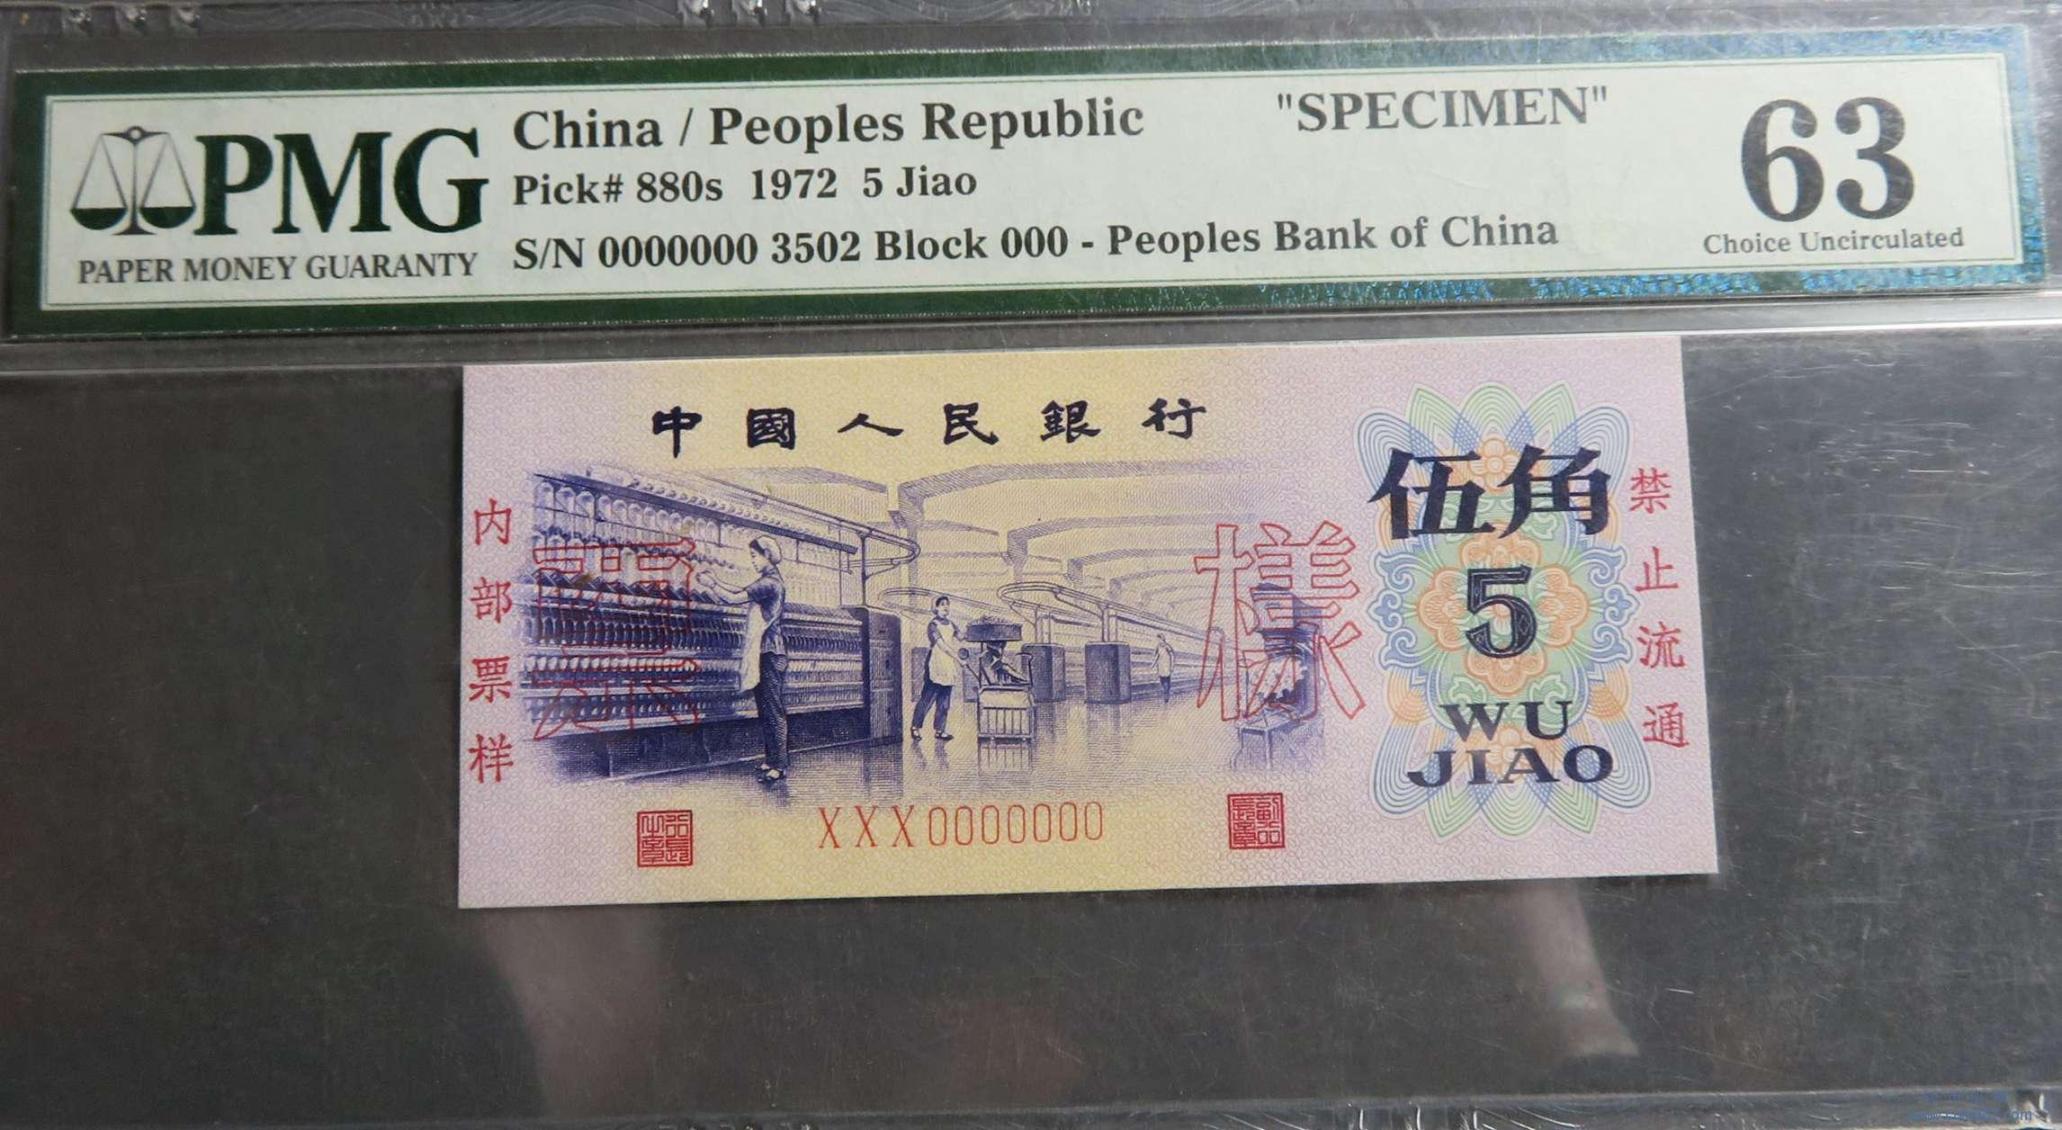 China / Peoples Republic "SPECIMEN"
63
PMG
Pick# 880s 1972 5 Jiao
S/N 0000000 3502 Block 000 - Peoples Bank of China
Choice Uncirculated
PAPER MONEY GUARANTY
中國人民銀行
伍角
5
WU
JIAO
内部票样
禁止流通
票
樣
XXX0000000